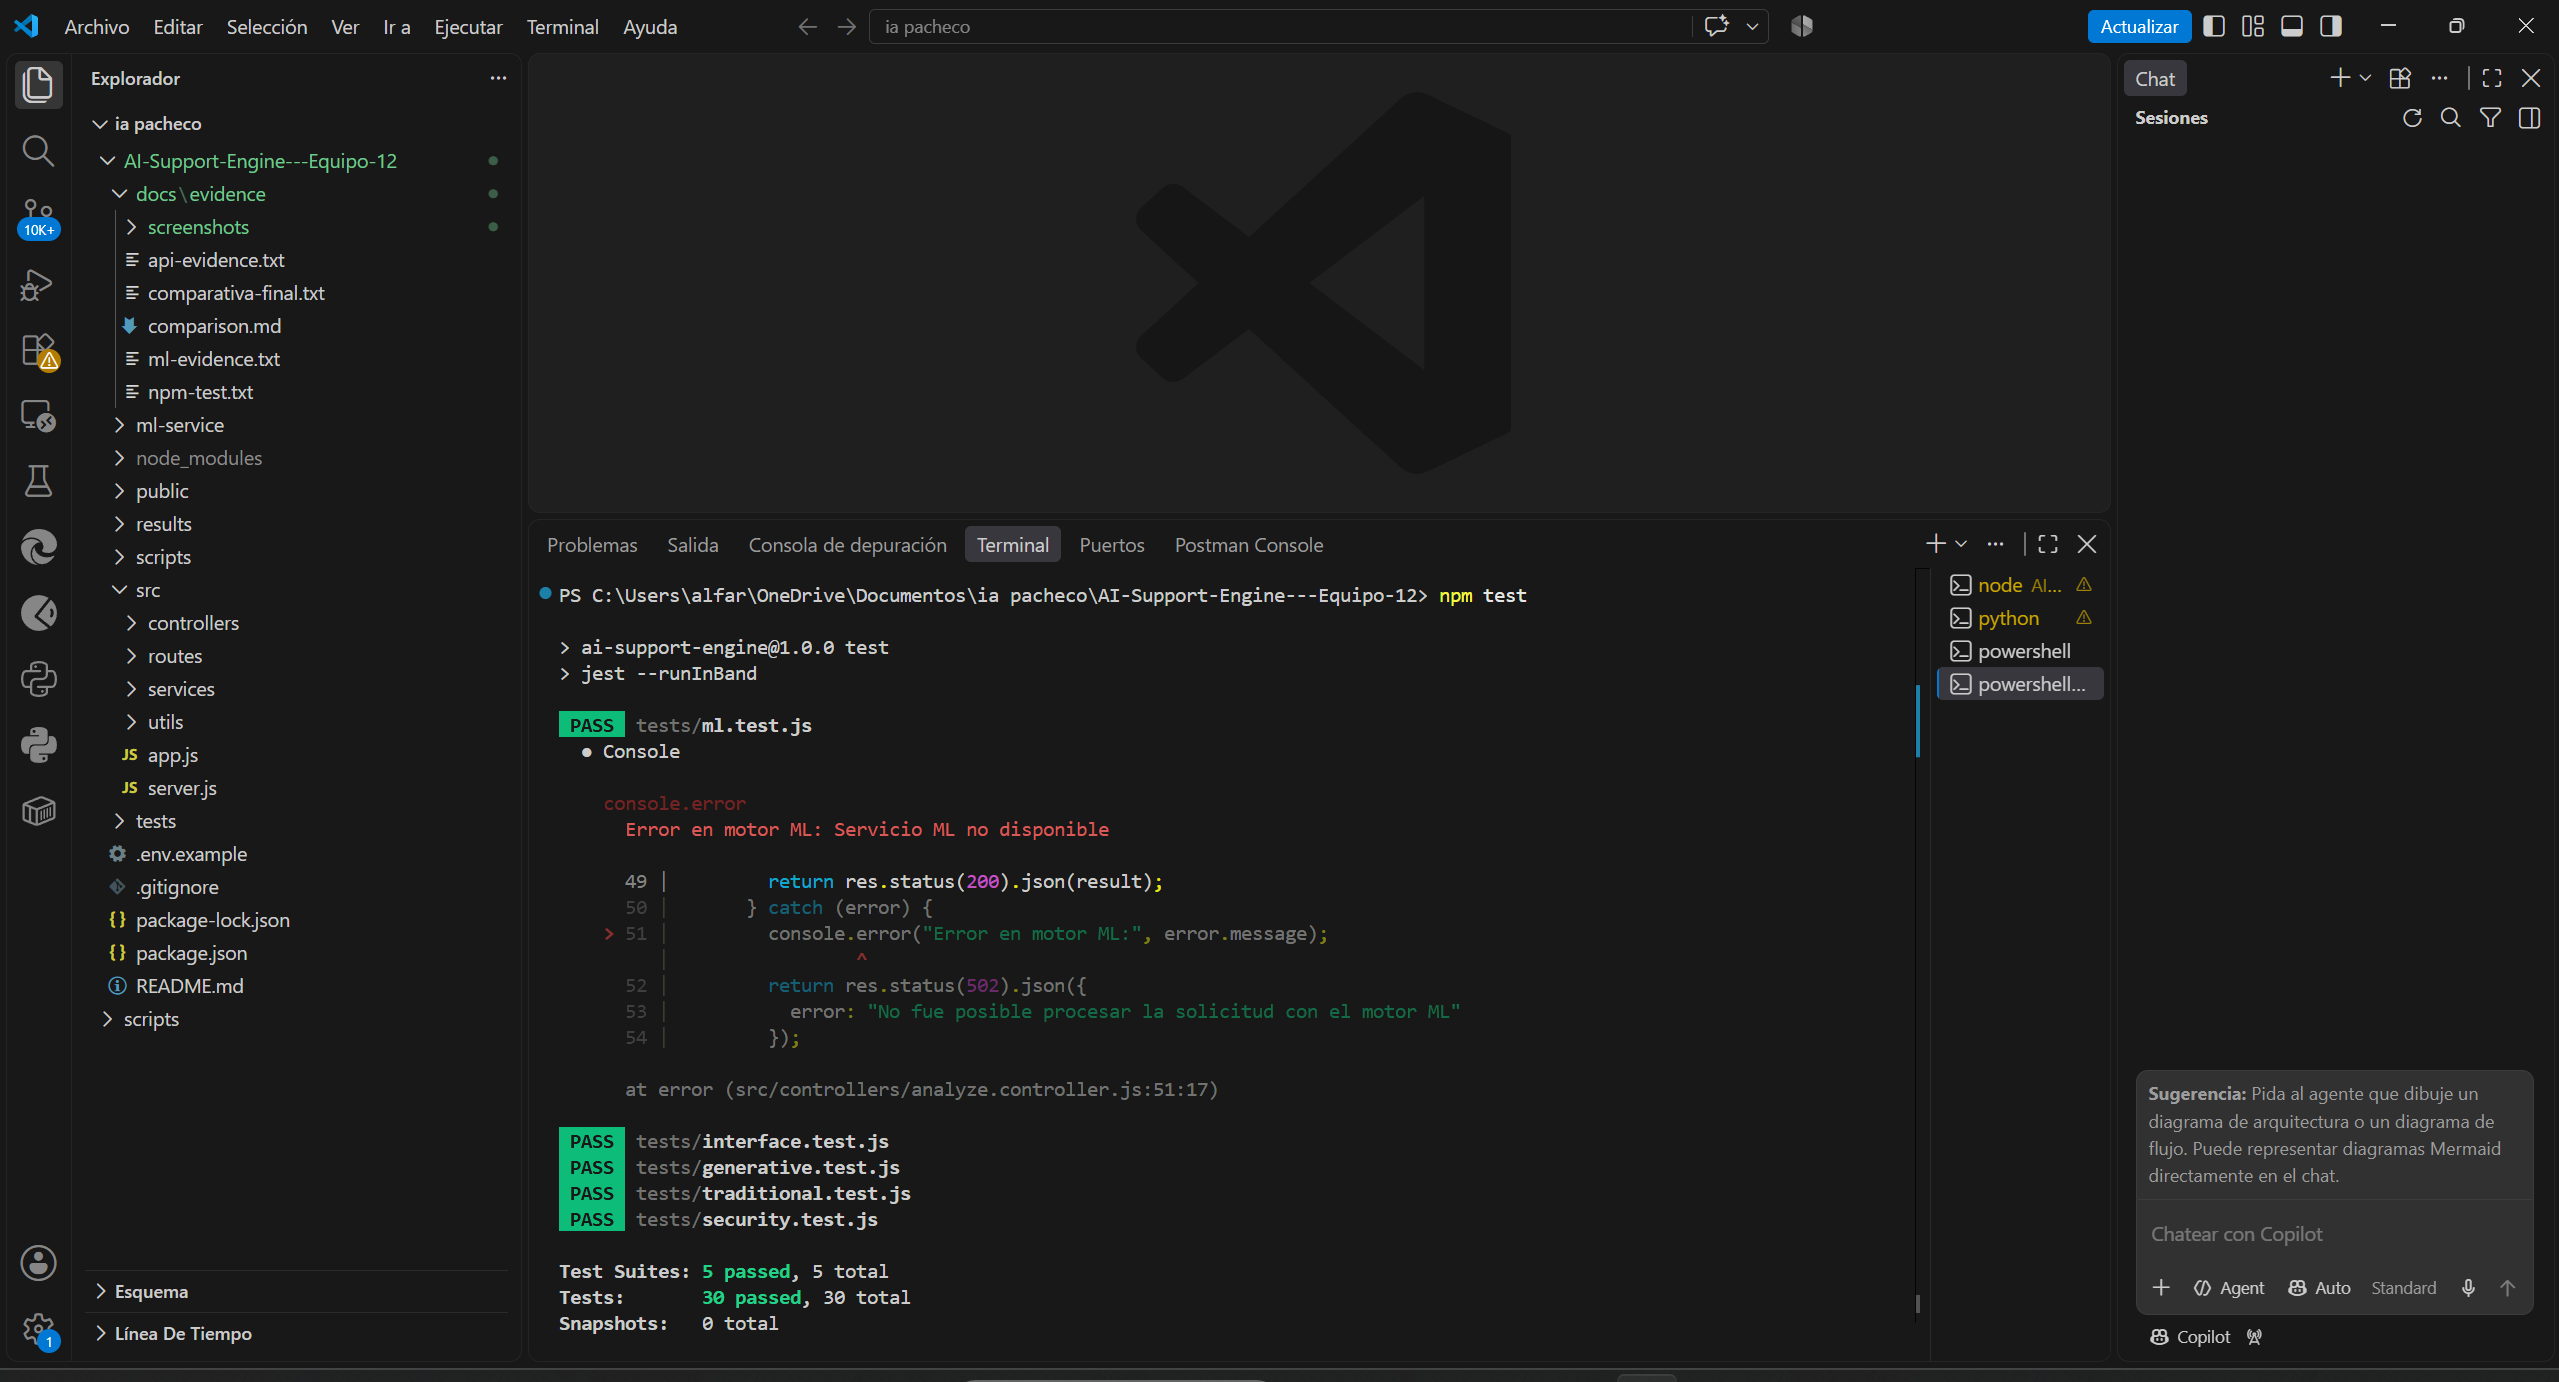 Archivo Editar Selección Ver Ir a Ejecutar Terminal Ayuda
ia pacheco
Actualizar
Explorador
ia pacheco
AI-Support-Engine---Equipo-12
docs\evidence
screenshots
api-evidence.txt
comparativa-final.txt
comparison.md
ml-evidence.txt
npm-test.txt
ml-service
node_modules
public
results
scripts
src
controllers
routes
services
utils
JS app.js
JS server.js
tests
.env.example
.gitignore
{} package-lock.json
{} package.json
README.md
scripts
Esquema
Línea De Tiempo
10K+
1
Problemas Salida Consola de depuración Terminal Puertos Postman Console
PS C:\Users\alfar\OneDrive\Documentos\ia pacheco\AI-Support-Engine---Equipo-12> npm test
> ai-support-engine@1.0.0 test
> jest --runInBand
PASS tests/ml.test.js
● Console
console.error
Error en motor ML: Servicio ML no disponible
49 | return res.status(200).json(result);
50 | } catch (error) {
> 51 | console.error("Error en motor ML:", error.message);
| ^
52 | return res.status(502).json({
53 | error: "No fue posible procesar la solicitud con el motor ML"
54 | });
at error (src/controllers/analyze.controller.js:51:17)
PASS tests/interface.test.js
PASS tests/generative.test.js
PASS tests/traditional.test.js
PASS tests/security.test.js
Test Suites: 5 passed, 5 total
Tests: 30 passed, 30 total
Snapshots: 0 total
node AI...
python
powershell
powershell...
Chat
Sesiones
Sugerencia: Pida al agente que dibuje un
diagrama de arquitectura o un diagrama de
flujo. Puede representar diagramas Mermaid
directamente en el chat.
Chatear con Copilot
Agent Auto Standard
Copilot